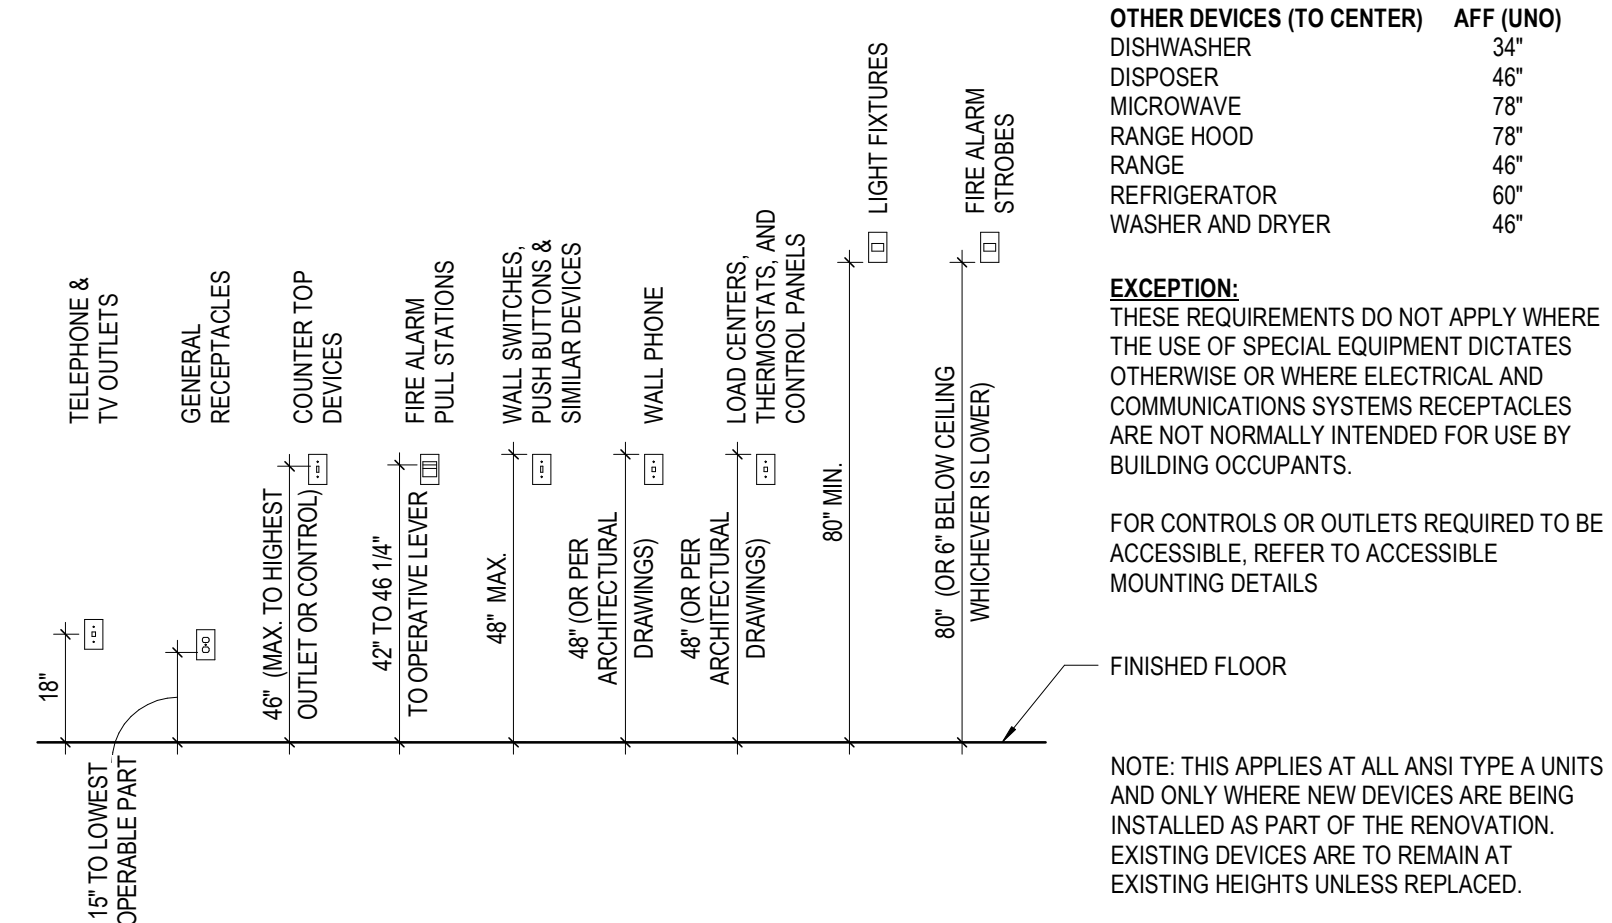 TELEPHONE &
TV OUTLETS
18"
GENERAL
RECEPTACLES
15" TO LOWEST
OPERABLE PART
COUNTER TOP
DEVICES
46" (MAX. TO HIGHEST
OUTLET OR CONTROL)
FIRE ALARM
PULL STATIONS
42" TO 46 1/4"
TO OPERATIVE LEVER
WALL SWITCHES,
PUSH BUTTONS &
SIMILAR DEVICES
48" MAX.
WALL PHONE
48" (OR PER
ARCHITECTURAL
DRAWINGS)
LOAD CENTERS,
THERMOSTATS, AND
CONTROL PANELS
48" (OR PER
ARCHITECTURAL
DRAWINGS)
LIGHT FIXTURES
80" MIN.
FIRE ALARM
STROBES
80" (OR 6" BELOW CEILING
WHICHEVER IS LOWER)
OTHER DEVICES (TO CENTER) AFF (UNO)
DISHWASHER 34"
DISPOSER 46"
MICROWAVE 78"
RANGE HOOD 78"
RANGE 46"
REFRIGERATOR 60"
WASHER AND DRYER 46"
EXCEPTION:
THESE REQUIREMENTS DO NOT APPLY WHERE
THE USE OF SPECIAL EQUIPMENT DICTATES
OTHERWISE OR WHERE ELECTRICAL AND
COMMUNICATIONS SYSTEMS RECEPTACLES
ARE NOT NORMALLY INTENDED FOR USE BY
BUILDING OCCUPANTS.
FOR CONTROLS OR OUTLETS REQUIRED TO BE
ACCESSIBLE, REFER TO ACCESSIBLE
MOUNTING DETAILS
FINISHED FLOOR
NOTE: THIS APPLIES AT ALL ANSI TYPE A UNITS
AND ONLY WHERE NEW DEVICES ARE BEING
INSTALLED AS PART OF THE RENOVATION.
EXISTING DEVICES ARE TO REMAIN AT
EXISTING HEIGHTS UNLESS REPLACED.